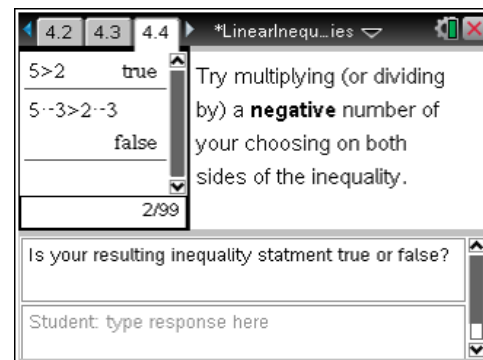 4.2 4.3 4.4 *LinearInequ…ies
5>2 true
5·-3>2·-3
false
2/99
Try multiplying (or dividing
by) a negative number of
your choosing on both
sides of the inequality.
Is your resulting inequality statment true or false?
Student: type response here